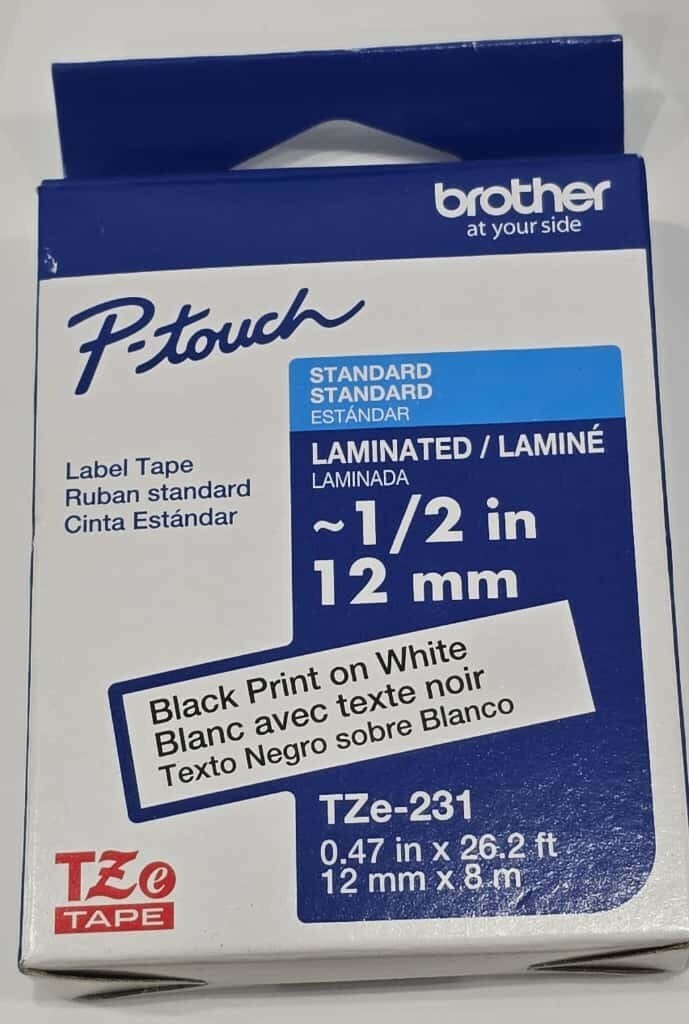 brother
at your side
P-touch
STANDARD
STANDARD
ESTÁNDAR
LAMINATED / LAMINÉ
LAMINADA
~1/2 in
12 mm
Label Tape
Ruban standard
Cinta Estándar
Black Print on White
Blanc avec texte noir
Texto Negro sobre Blanco
TZe-231
0.47 in x 26.2 ft
12 mm x 8 m
TZe
TAPE